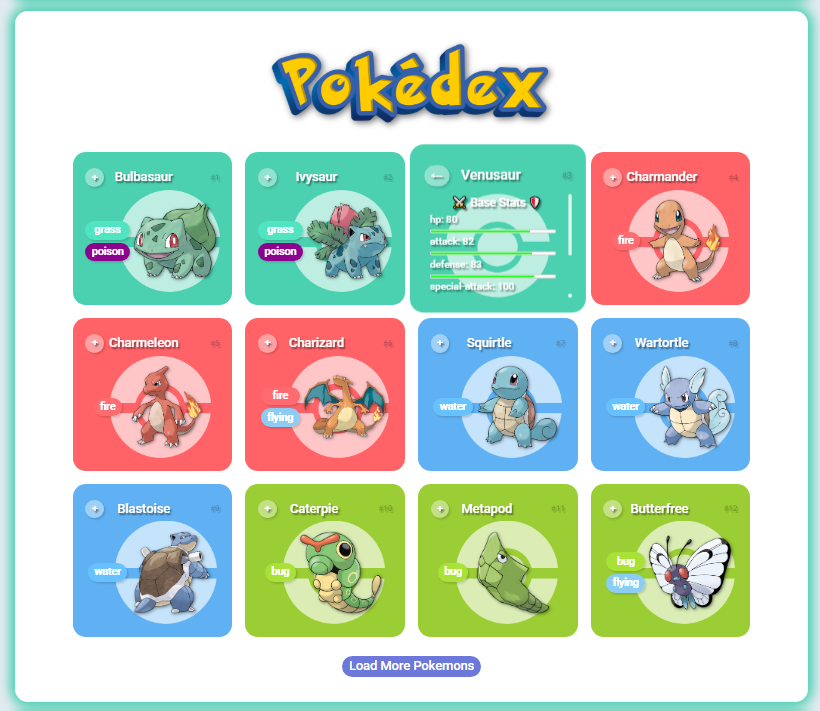 Pokédex
+ Bulbasaur #1
grass
poison
+ Ivysaur #2
grass
poison
← Venusaur #3
⚔️ Base Stats 🛡️
hp: 80
attack: 82
defense: 83
special-attack: 100
+ Charmander #4
fire
+ Charmeleon #5
fire
+ Charizard #6
fire
flying
+ Squirtle #7
water
+ Wartortle #8
water
+ Blastoise #9
water
+ Caterpie #10
bug
+ Metapod #11
bug
+ Butterfree #12
bug
flying
Load More Pokemons